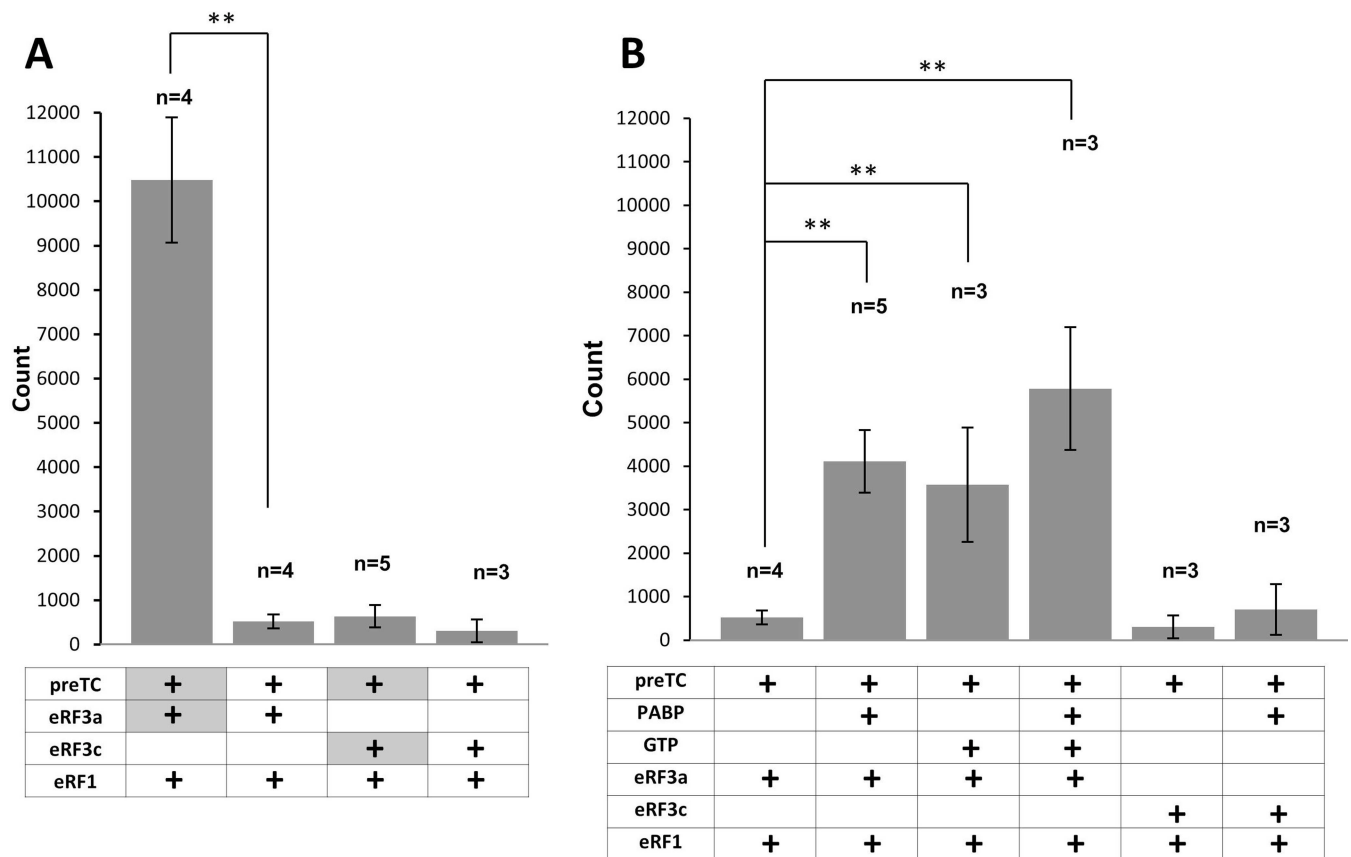 A
**
n=4
n=4
n=5
n=3
12000
11000
10000
9000
8000
7000
6000
5000
4000
3000
2000
1000
0
Count
preTC + + + +
eRF3a + +
eRF3c + +
eRF1 + + + +
B
**
**
**
n=4
n=5
n=3
n=3
n=3
n=3
12000
11000
10000
9000
8000
7000
6000
5000
4000
3000
2000
1000
0
Count
preTC + + + + + +
PABP + + +
GTP + +
eRF3a + + + +
eRF3c + +
eRF1 + + + + + +